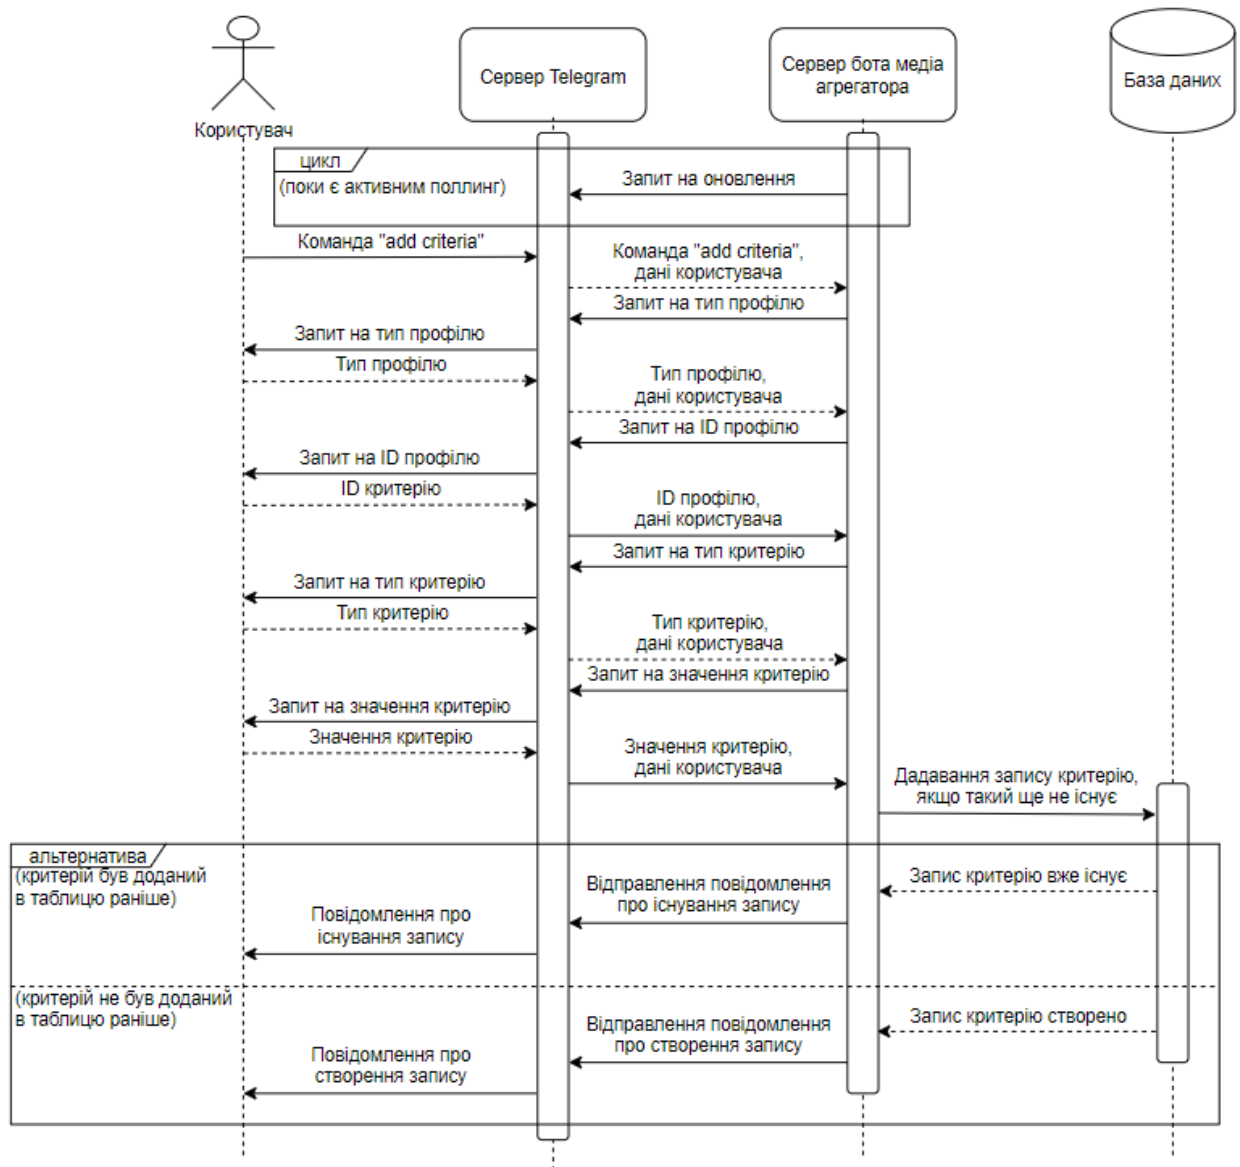 Користувач
Сервер Telegram
Сервер бота медіа
агрегатора
База даних
цикл
(поки є активним поллинг)
Запит на оновлення
Команда "add criteria"
Команда "add criteria",
дані користувача
Запит на тип профілю
Запит на тип профілю
Тип профілю
Тип профілю,
дані користувача
Запит на ID профілю
Запит на ID профілю
ID критерію
ID профілю,
дані користувача
Запит на тип критерію
Запит на тип критерію
Тип критерію
Тип критерію,
дані користувача
Запит на значення критерію
Запит на значення критерію
Значення критерію
Значення критерію,
дані користувача
Дадавання запису критерію,
якщо такий ще не існує
альтернатива
(критерій був доданий
в таблицю раніше)
Запис критерію вже існує
Відправлення повідомлення
про існування запису
Повідомлення про
існування запису
(критерій не був доданий
в таблицю раніше)
Запис критерію створено
Відправлення повідомлення
про створення запису
Повідомлення про
створення запису